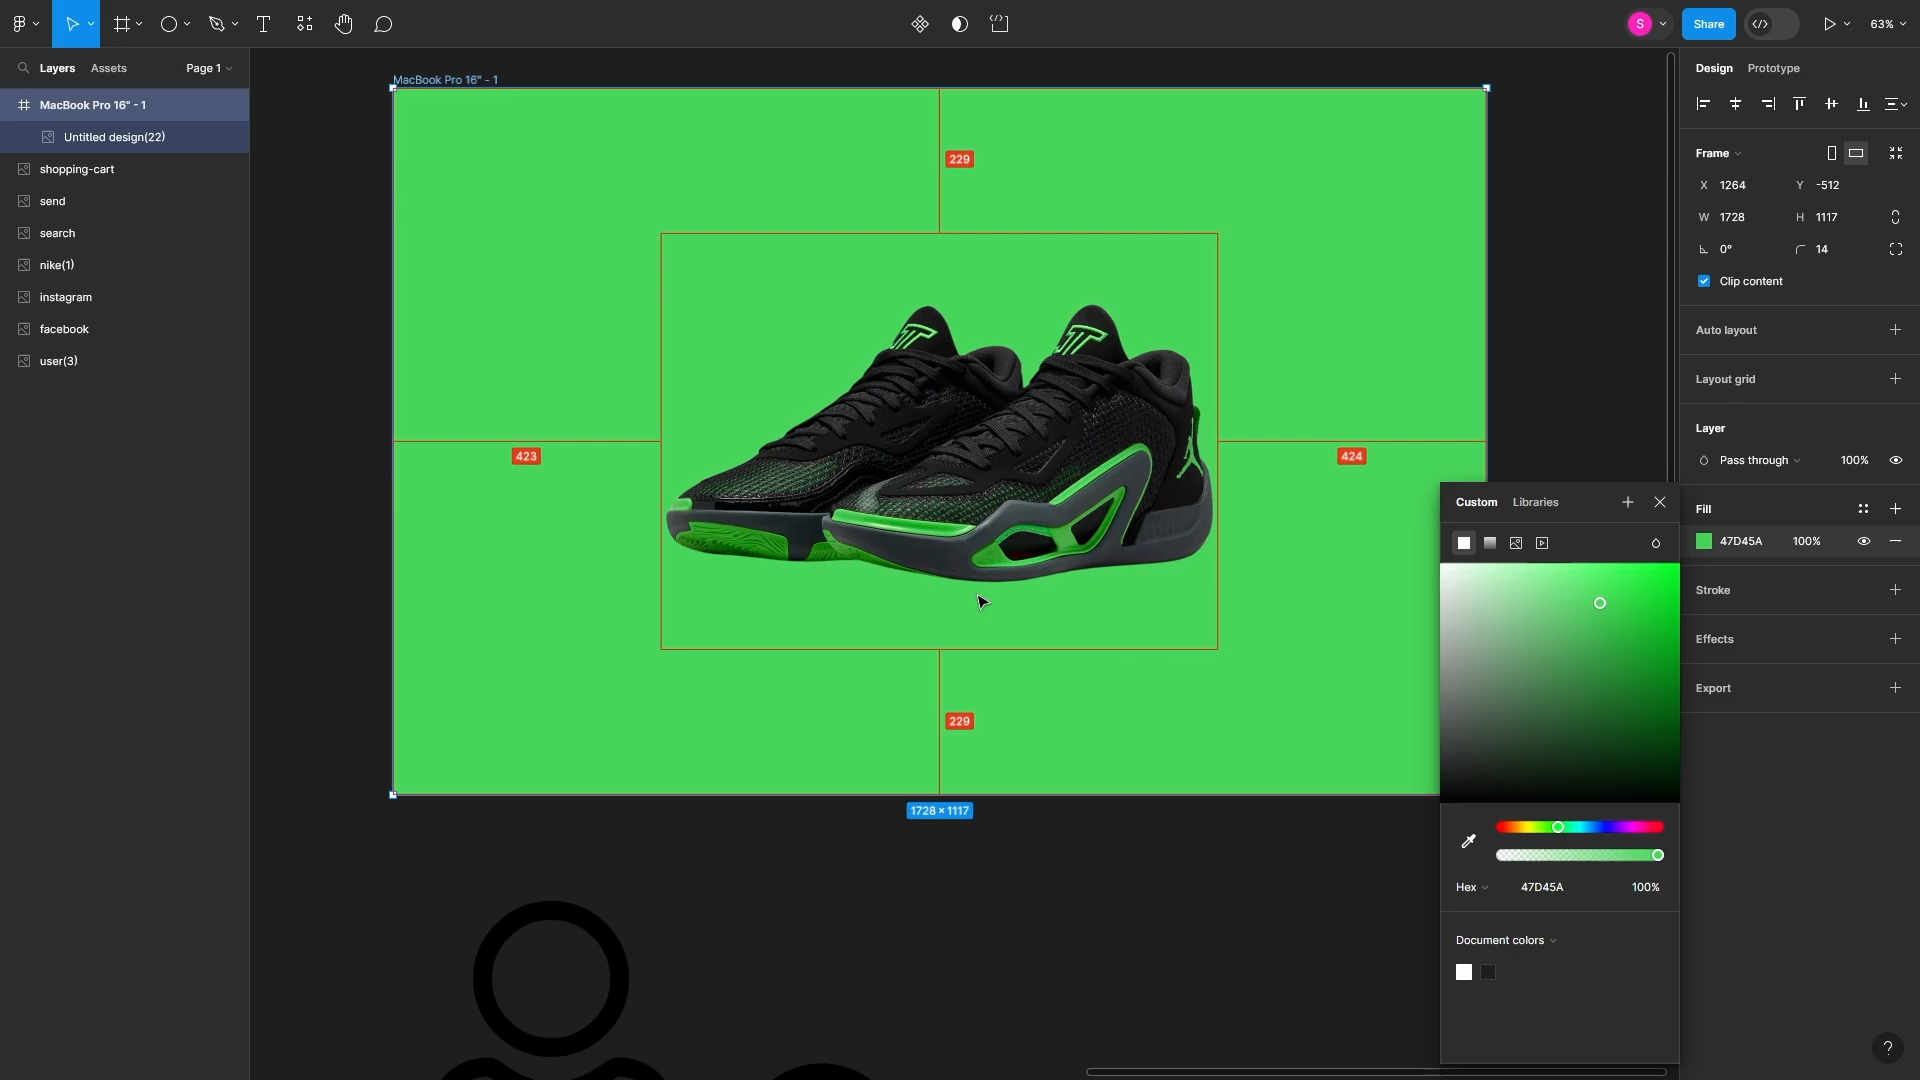 S
Share
63%
Layers
Assets
Page 1
MacBook Pro 16" - 1
Untitled design(22)
shopping-cart
send
search
nike(1)
instagram
facebook
user(3)
MacBook Pro 16" - 1
229
423
424
229
1728 × 1117
Design
Prototype
Frame
X 1264
Y -512
W 1728
H 1117
0°
14
Clip content
Auto layout
Layout grid
Layer
Pass through
100%
Fill
47D45A
100%
Stroke
Effects
Export
Custom
Libraries
Hex
47D45A
100%
Document colors
?